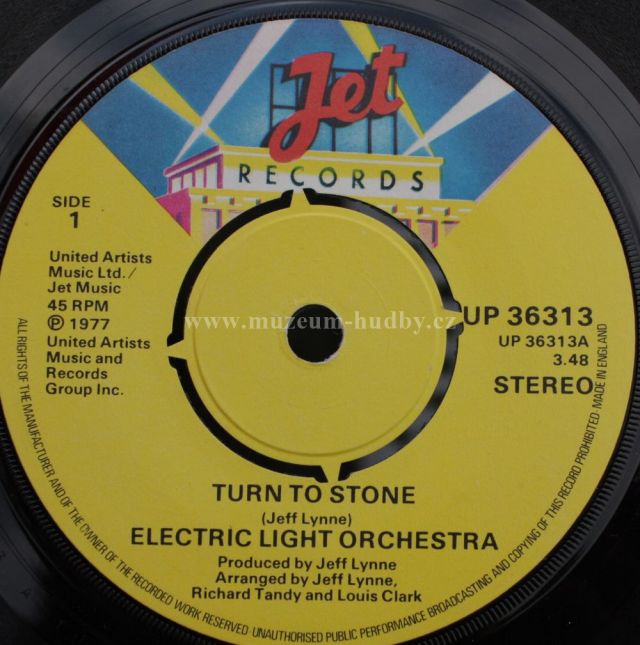 Jet
RECORDS
SIDE
1
United Artists
Music Ltd./
Jet Music
45 RPM
℗ 1977
United Artists
Music and
Records
Group Inc.
www.muzeum-hudby.cz
UP 36313
UP 36313A
3.48
STEREO
TURN TO STONE
(Jeff Lynne)
ELECTRIC LIGHT ORCHESTRA
Produced by Jeff Lynne
Arranged by Jeff Lynne,
Richard Tandy and Louis Clark
ALL RIGHTS OF THE MANUFACTURER AND OF THE OWNER OF THE RECORDED WORK RESERVED·UNAUTHORISED PUBLIC PERFORMANCE BROADCASTING AND COPYING OF THIS RECORD PROHIBITED·MADE IN ENGLAND